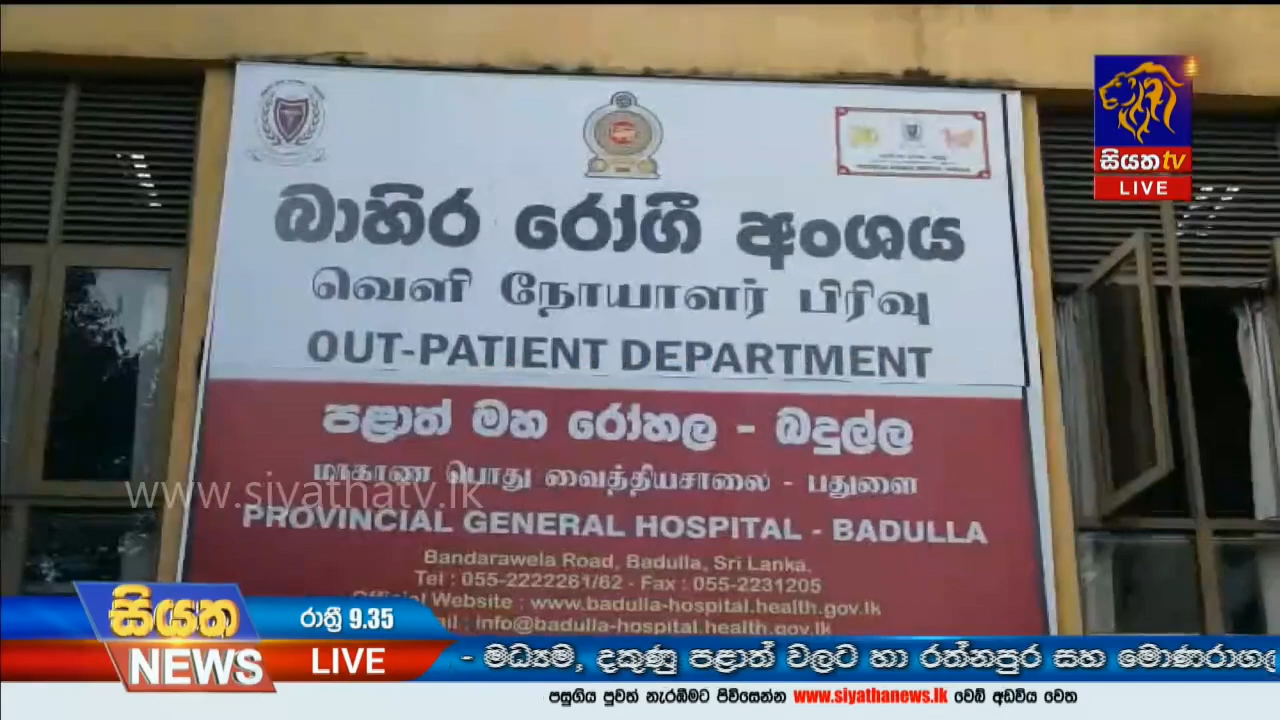 සියත tv
LIVE
බාහිර රෝගී අංශය
வெளி நோயாளர் பிரிவு
OUT-PATIENT DEPARTMENT
පළාත් මහ රෝහල - බදුල්ල
மாகாண பொது வைத்தியசாலை - பதுளை
www.siyathatv.lk
PROVINCIAL GENERAL HOSPITAL - BADULLA
Bandarawela Road, Badulla, Sri Lanka.
Tel : 055-2222261/62 - Fax : 055-2231205
Website : www.badulla-hospital.health.gov.lk
info@badulla-hospital.health.gov.lk
සියත
NEWS
රාත්‍රී 9.35
LIVE
- මධ්‍යම, දකුණු පළාත් වලට හා රත්නපුර සහ මොණරාගල
පසුගිය පුවත් නැරඹීමට පිවිසෙන්න www.siyathanews.lk වෙබ් අඩවිය වෙත